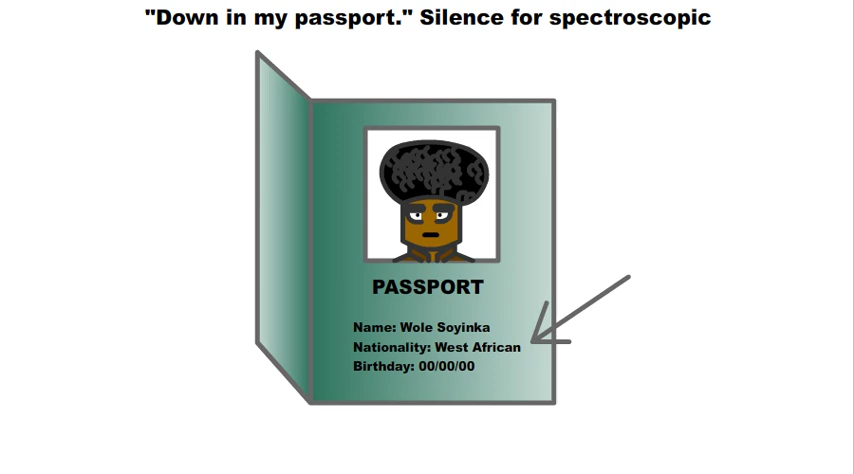 "Down in my passport." Silence for spectroscopic
PASSPORT
Name: Wole Soyinka
Nationality: West African
Birthday: 00/00/00